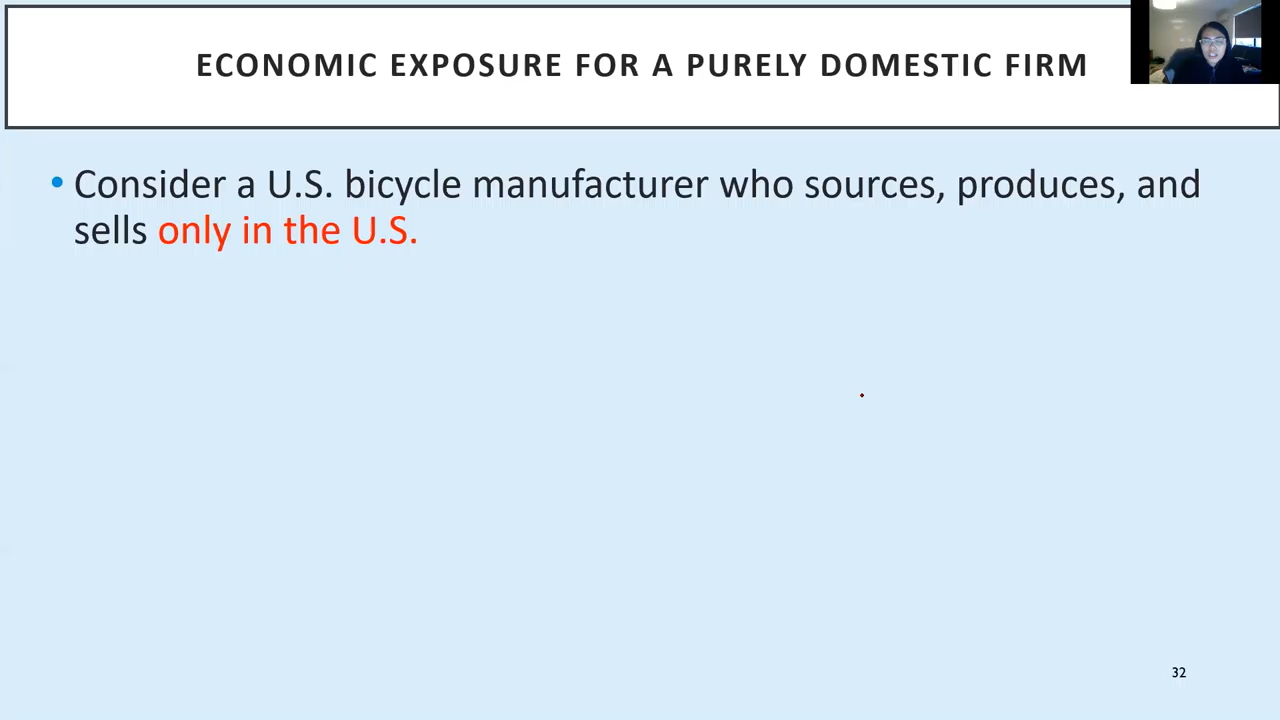 ECONOMIC EXPOSURE FOR A PURELY DOMESTIC FIRM
• Consider a U.S. bicycle manufacturer who sources, produces, and
sells only in the U.S.
32